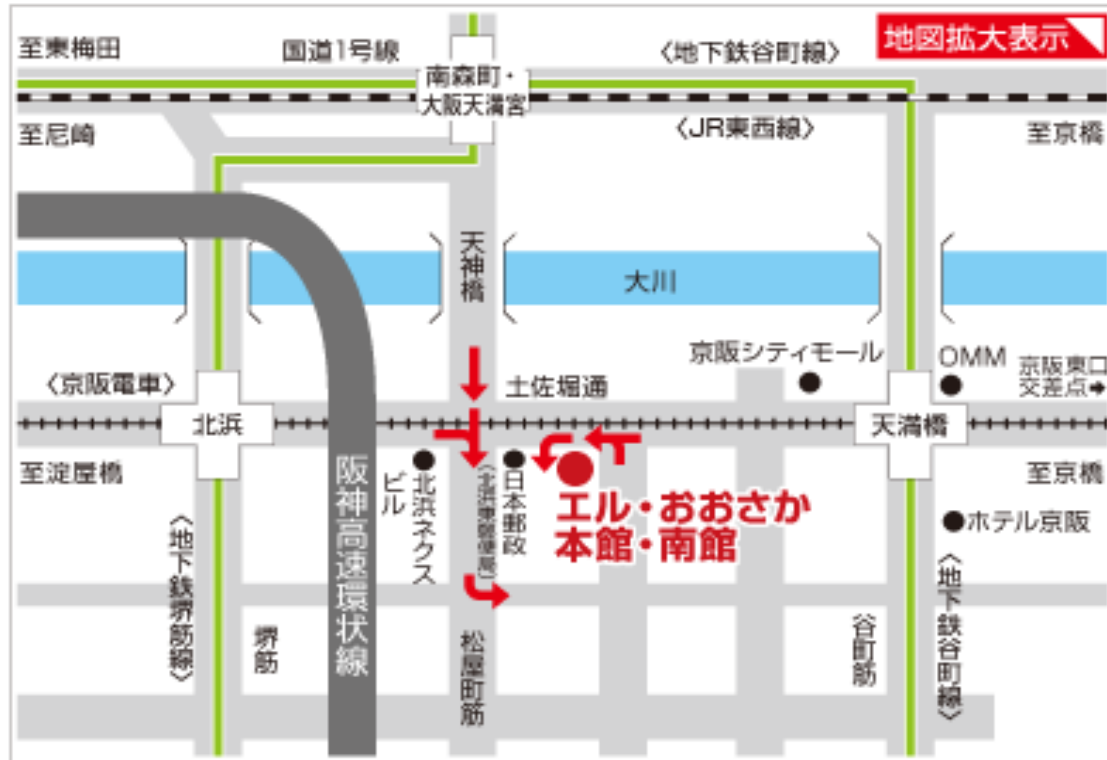 地図拡大表示
至東梅田
国道1号線
〈地下鉄谷町線〉
南森町・
大阪天満宮
至尼崎
〈JR東西線〉
至京橋
天神橋
大川
京阪シティモール
OMM
京阪東口
交差点➡
〈京阪電車〉
土佐堀通
北浜
天満橋
至淀屋橋
阪神高速環状線
北浜ネクス
ビル
〈北浜東郵便局〉
日本郵政
エル・おおさか
本館・南館
至京橋
ホテル京阪
〈地下鉄堺筋線〉
堺筋
松屋町筋
谷町筋
〈地下鉄谷町線〉